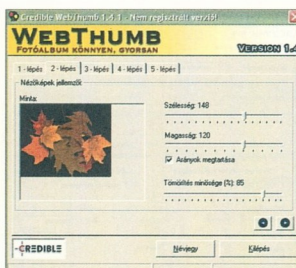 Credible WebThumb 1.4.1 - Nem regisztrált verzió!
WEBTHUMB
FOTÓALBUM KÖNNYEN, GYORSAN
VERSION 1.4
1 - lépés 2 - lépés 3 - lépés 4 - lépés 5 - lépés
Nézőképek jellemzői
Minta:
Szélesség: 148
Magasság: 120
Arányok megtartása
Tömörítés minősége (%): 85
CREDIBLE
Névjegy
Kilépés